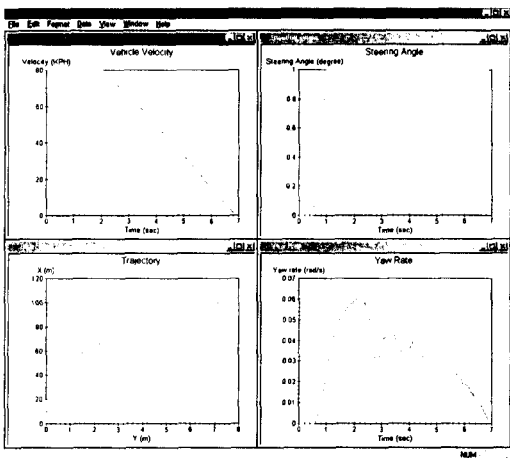 File Edit Format Data View Window Help
Vehicle Velocity
Velocity (KPH)
80
60
40
20
0
0 1 2 3 4 5 6 7
Time (sec)
Steering Angle
Steering Angle (degree)
1
0.8
0.6
0.4
0.2
0
0 1 2 3 4 5 6 7
Time (sec)
Trajectory
X (m)
120
100
80
60
40
20
0
0 1 2 3 4 5 6 7 8
Y (m)
Yaw Rate
Yaw rate (rad/s)
0.07
0.06
0.05
0.04
0.03
0.02
0.01
0
0 1 2 3 4 5 6 7
Time (sec)
NUM